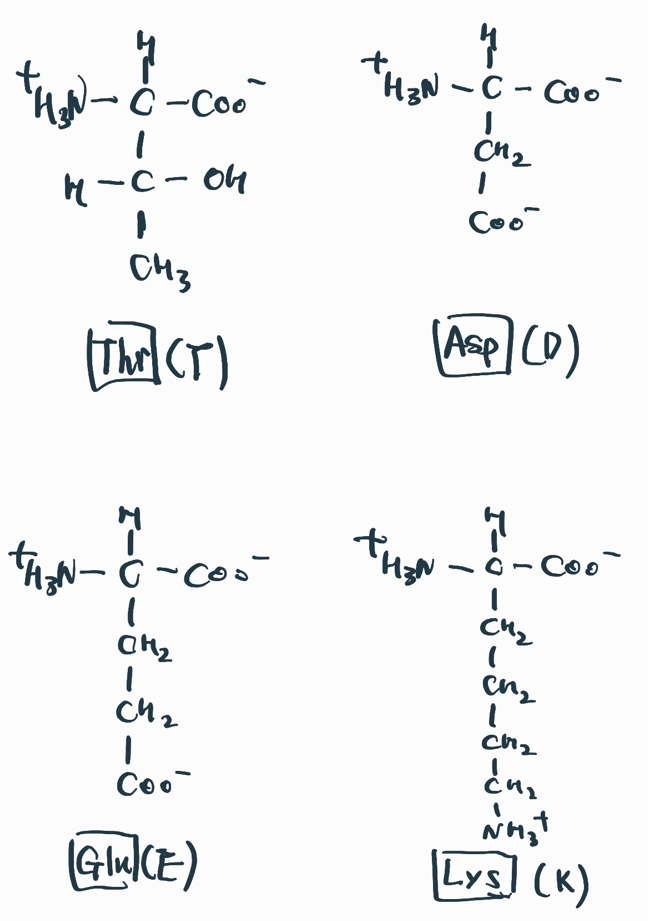 H H
⁺H₃N – C – COO⁻ ⁺H₃N – C – COO⁻
H – C – OH CH₂
CH₃ COO⁻
Thr (T) Asp (D)
H H
⁺H₃N – C – COO⁻ ⁺H₃N – C – COO⁻
CH₂ CH₂
CH₂ CH₂
COO⁻ CH₂
CH₂
NH₃⁺
Glu (E) Lys (K)